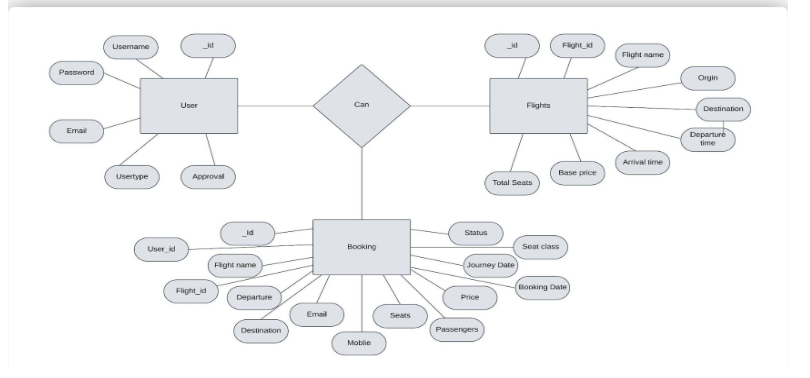 Username
_id
Password
User
Email
Usertype
Approval
Can
_id
Flight_id
Flight name
Orgin
Destination
Departure
time
Arrival time
Base price
Total Seats
Flights
_Id
User_id
Flight name
Flight_id
Departure
Destination
Email
Moblie
Seats
Passengers
Price
Booking Date
Journey Date
Seat class
Status
Booking